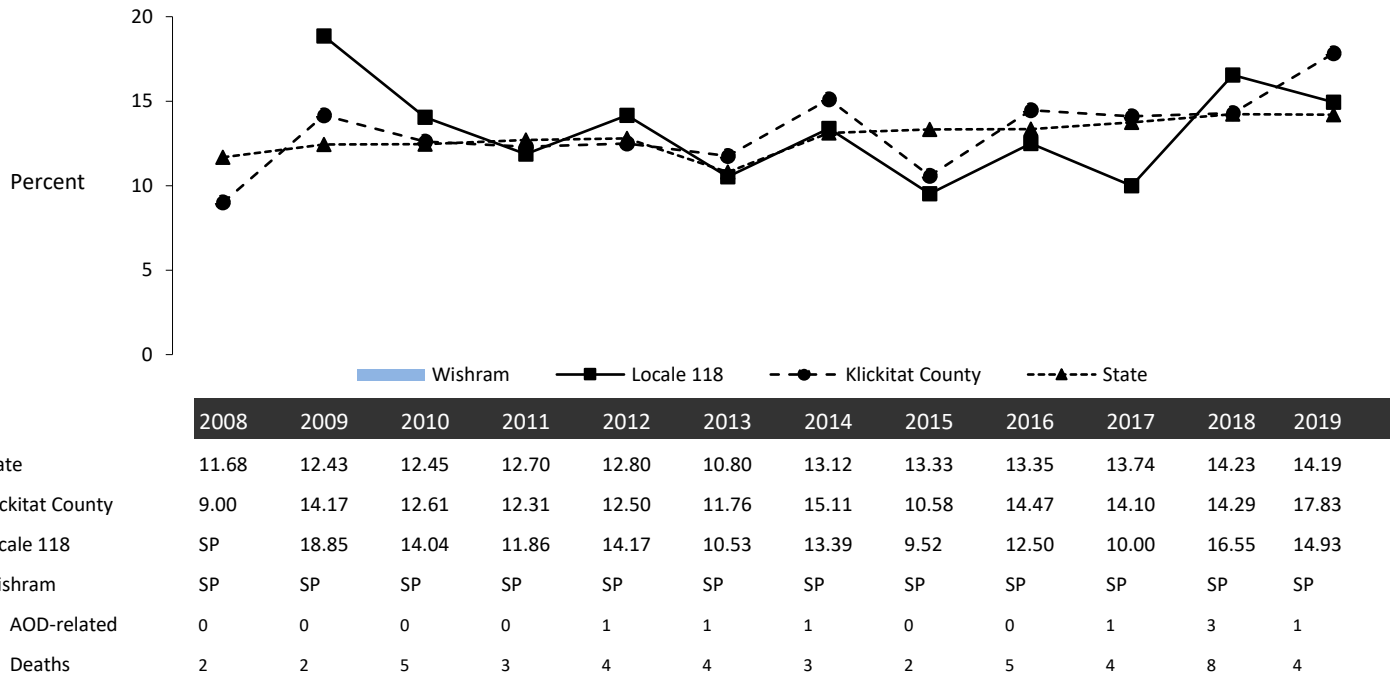 20
15
Percent
10
5
0
Wishram Locale 118 Klickitat County State
2008 2009 2010 2011 2012 2013 2014 2015 2016 2017 2018 2019
ate 11.68 12.43 12.45 12.70 12.80 10.80 13.12 13.33 13.35 13.74 14.23 14.19
ickitat County 9.00 14.17 12.61 12.31 12.50 11.76 15.11 10.58 14.47 14.10 14.29 17.83
cale 118 SP 18.85 14.04 11.86 14.17 10.53 13.39 9.52 12.50 10.00 16.55 14.93
ishram SP SP SP SP SP SP SP SP SP SP SP SP
AOD-related 0 0 0 0 1 1 1 0 0 1 3 1
Deaths 2 2 5 3 4 4 3 2 5 4 8 4